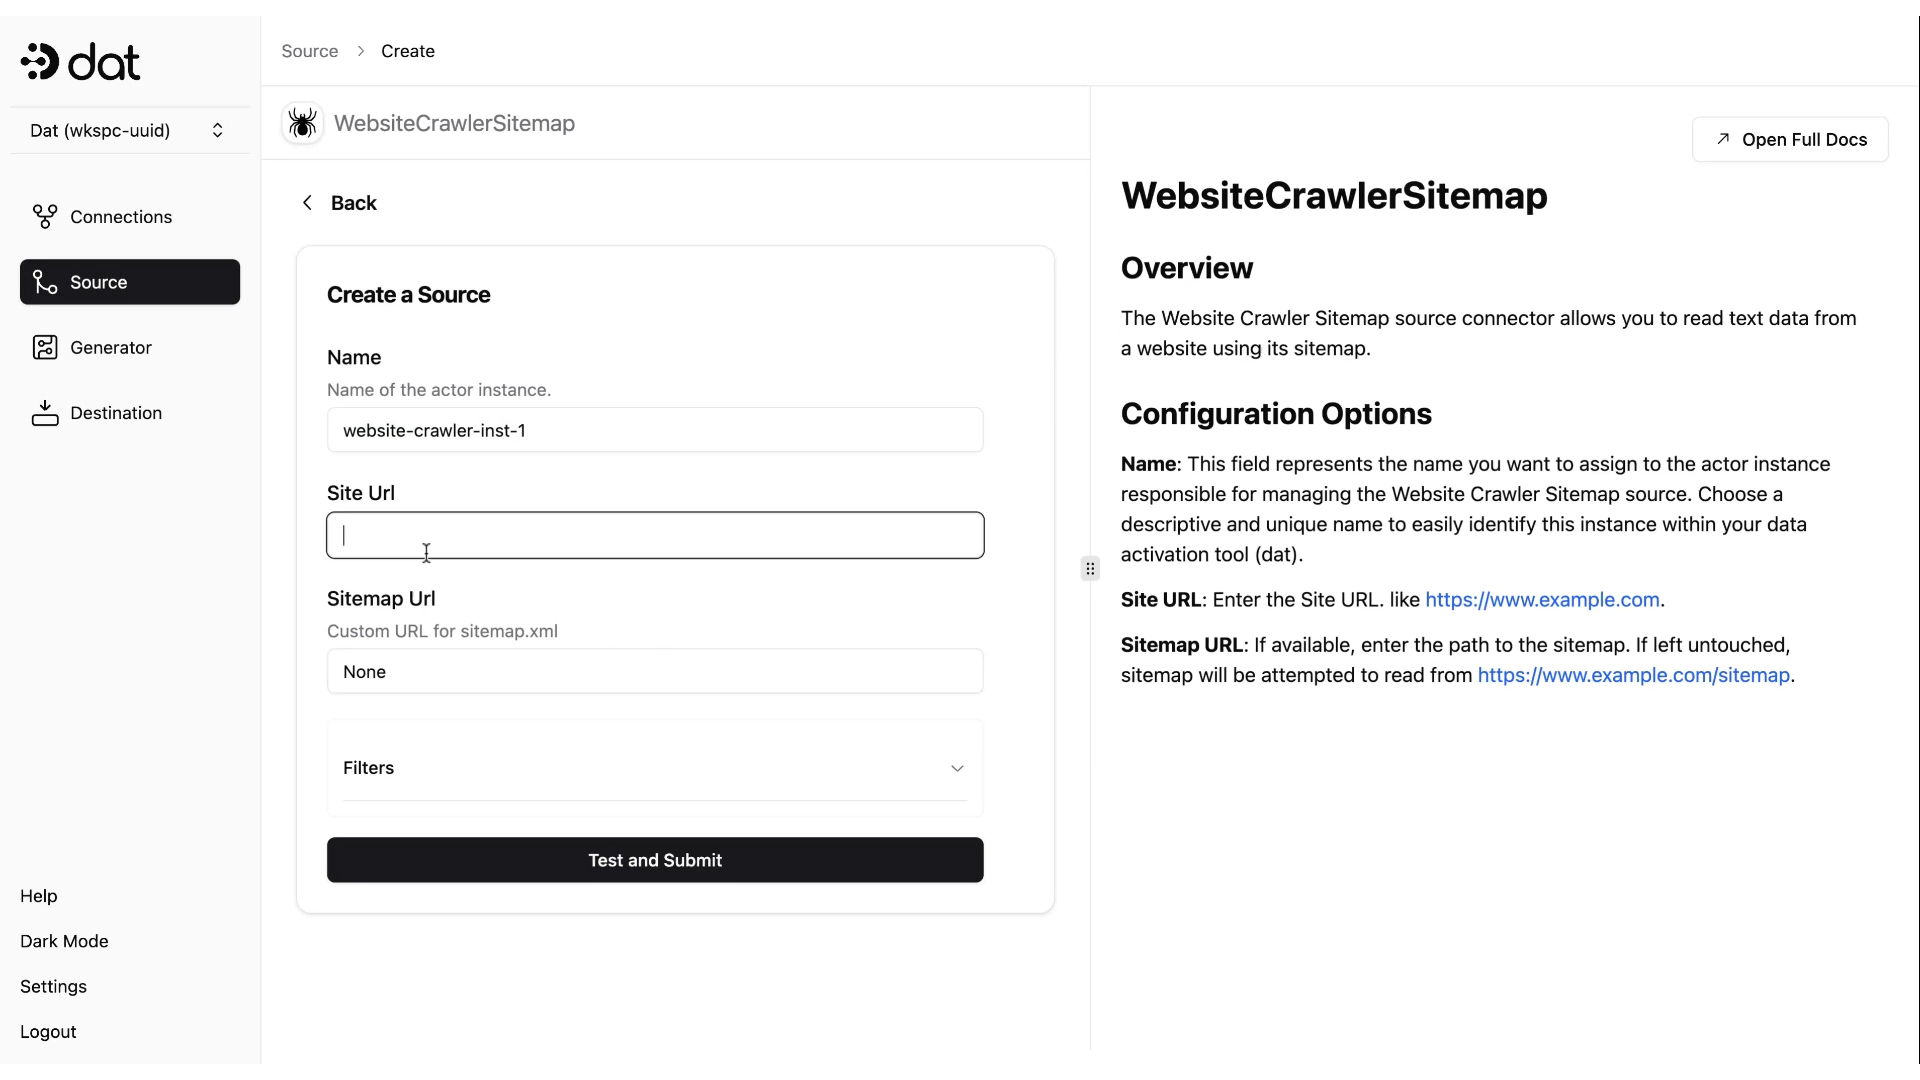 dat
Dat (wkspc-uuid)
Connections
Source
Generator
Destination
Help
Dark Mode
Settings
Logout
Source > Create
WebsiteCrawlerSitemap
Back
Create a Source
Name
Name of the actor instance.
website-crawler-inst-1
Site Url
Sitemap Url
Custom URL for sitemap.xml
None
Filters
Test and Submit
Open Full Docs
WebsiteCrawlerSitemap
Overview
The Website Crawler Sitemap source connector allows you to read text data from
a website using its sitemap.
Configuration Options
Name: This field represents the name you want to assign to the actor instance
responsible for managing the Website Crawler Sitemap source. Choose a
descriptive and unique name to easily identify this instance within your data
activation tool (dat).
Site URL: Enter the Site URL. like https://www.example.com.
Sitemap URL: If available, enter the path to the sitemap. If left untouched,
sitemap will be attempted to read from https://www.example.com/sitemap.